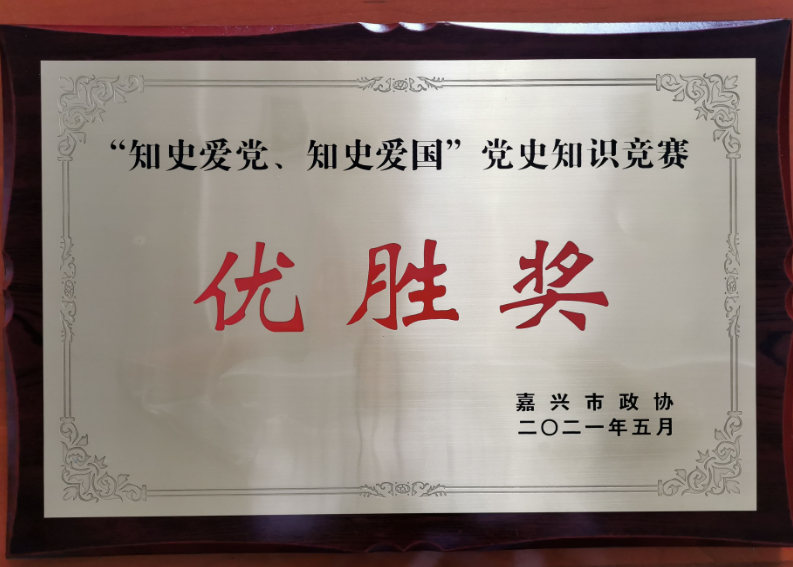 “知史爱党、知史爱国”党史知识竞赛
优胜奖
嘉兴市政协
二〇二一年五月